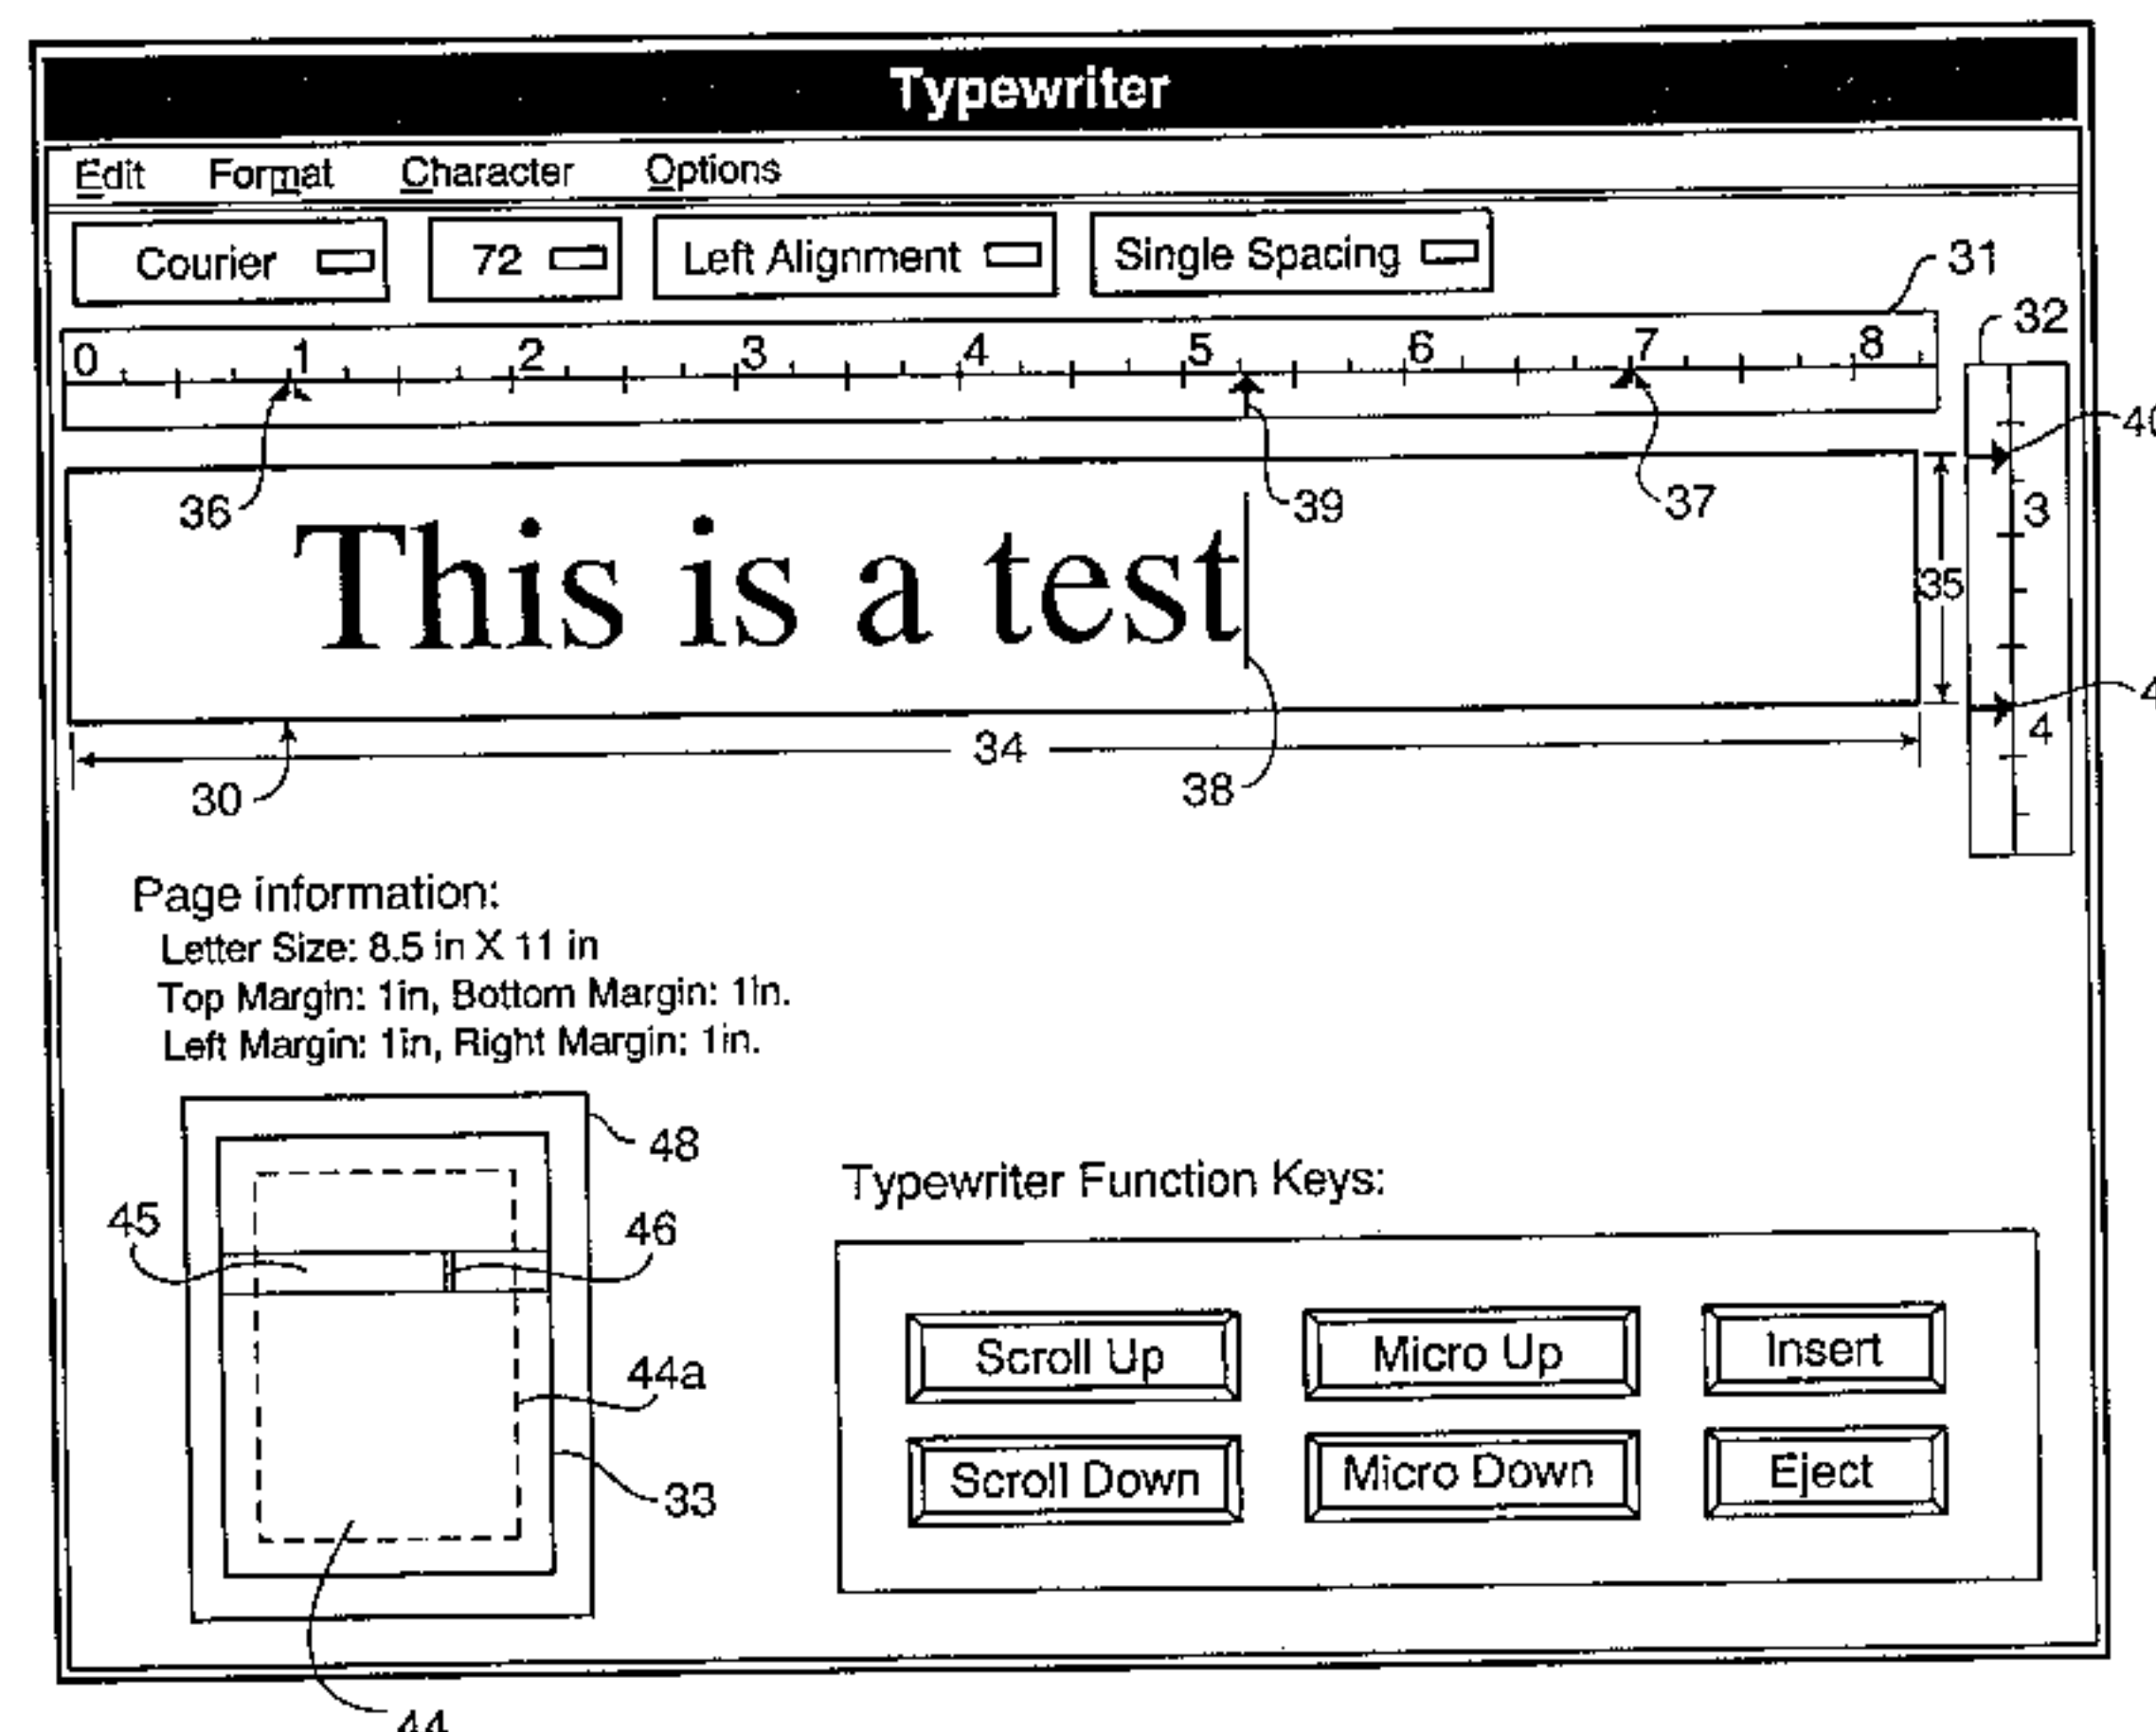 Typewriter
Edit Format Character Options
Courier 72 Left Alignment Single Spacing
31
32
0 1 2 3 4 5 6 7 8
36 39 37
3
This is a test
35
34
4
30 38
Page information:
Letter Size: 8.5 in X 11 in
Top Margin: 1in, Bottom Margin: 1in.
Left Margin: 1in, Right Margin: 1in.
48
Typewriter Function Keys:
45 46
Scroll Up Micro Up Insert
44a
Scroll Down Micro Down Eject
33
44